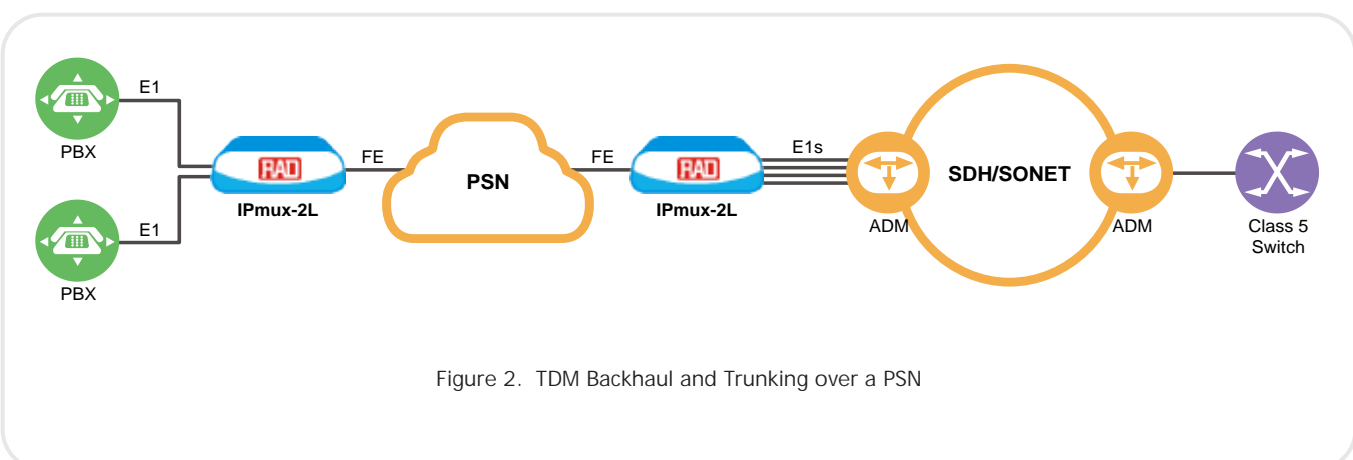 E1
PBX
E1
PBX
RAD
IPmux-2L
FE
PSN
FE
RAD
IPmux-2L
E1s
ADM
SDH/SONET
ADM
Class 5
Switch
Figure 2. TDM Backhaul and Trunking over a PSN